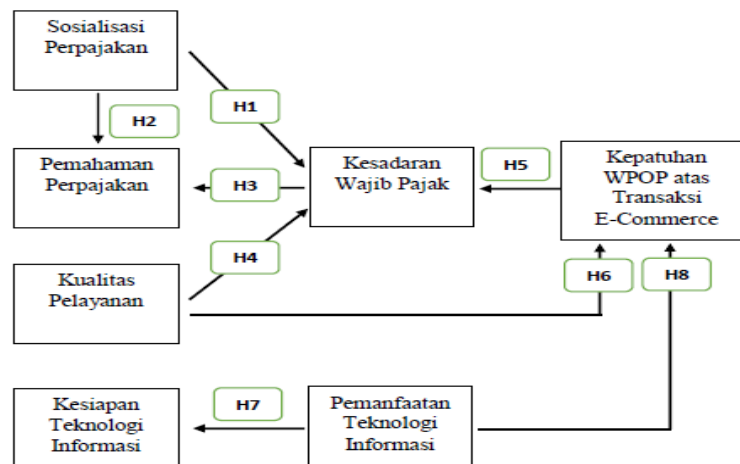 Sosialisasi
Perpajakan
H1
H2
Pemahaman
Perpajakan
H3
Kesadaran
Wajib Pajak
H5
Kepatuhan
WPOP atas
Transaksi
E-Commerce
H4
Kualitas
Pelayanan
H6
H8
Kesiapan
Teknologi
Informasi
H7
Pemanfaatan
Teknologi
Informasi